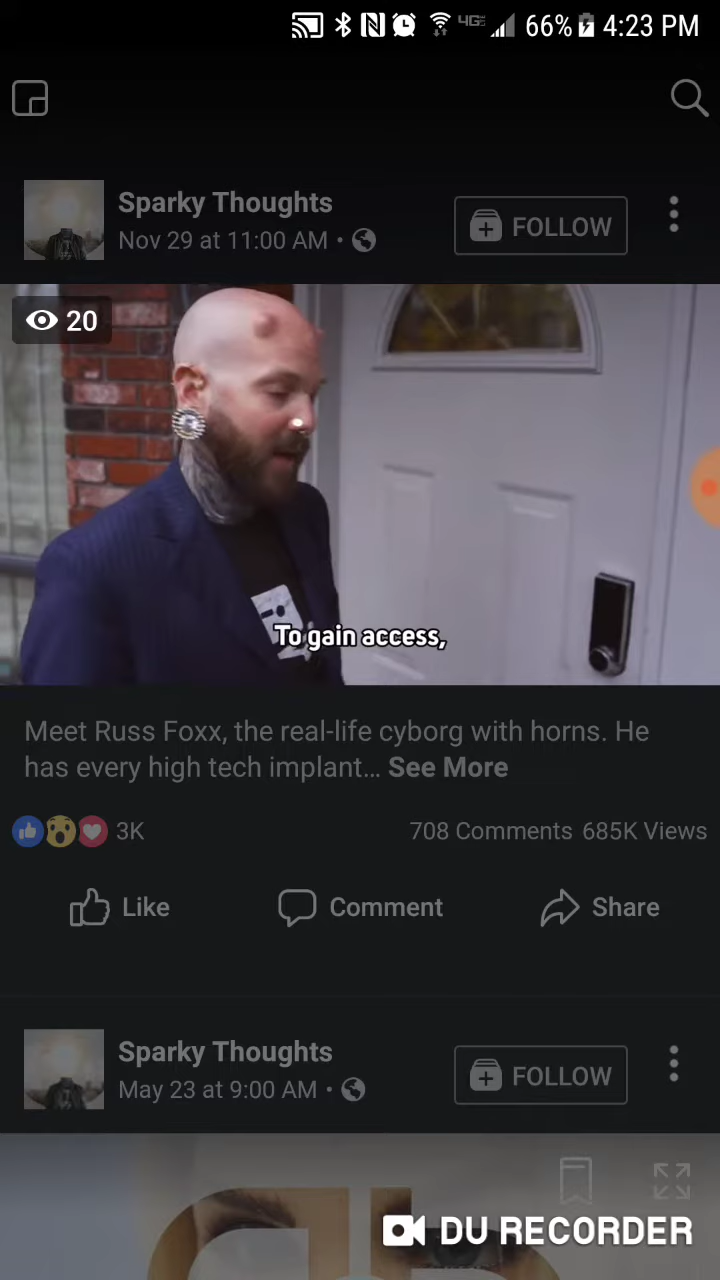 66% 4:23 PM
Sparky Thoughts
Nov 29 at 11:00 AM •
FOLLOW
20
To gain access,
Meet Russ Foxx, the real-life cyborg with horns. He
has every high tech implant... See More
3K
708 Comments 685K Views
Like Comment Share
Sparky Thoughts
May 23 at 9:00 AM •
FOLLOW
DU RECORDER